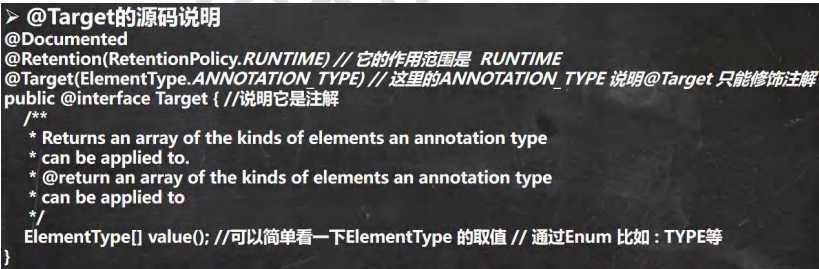 ➢ @Target的源码说明
@Documented
@Retention(RetentionPolicy.RUNTIME) // 它的作用范围是 RUNTIME
@Target(ElementType.ANNOTATION_TYPE) // 这里的ANNOTATION_TYPE 说明@Target 只能修饰注解
public @interface Target { //说明它是注解
/**
* Returns an array of the kinds of elements an annotation type
* can be applied to.
* @return an array of the kinds of elements an annotation type
* can be applied to
*/
ElementType[] value(); //可以简单看一下ElementType 的取值 // 通过Enum 比如 : TYPE等
}